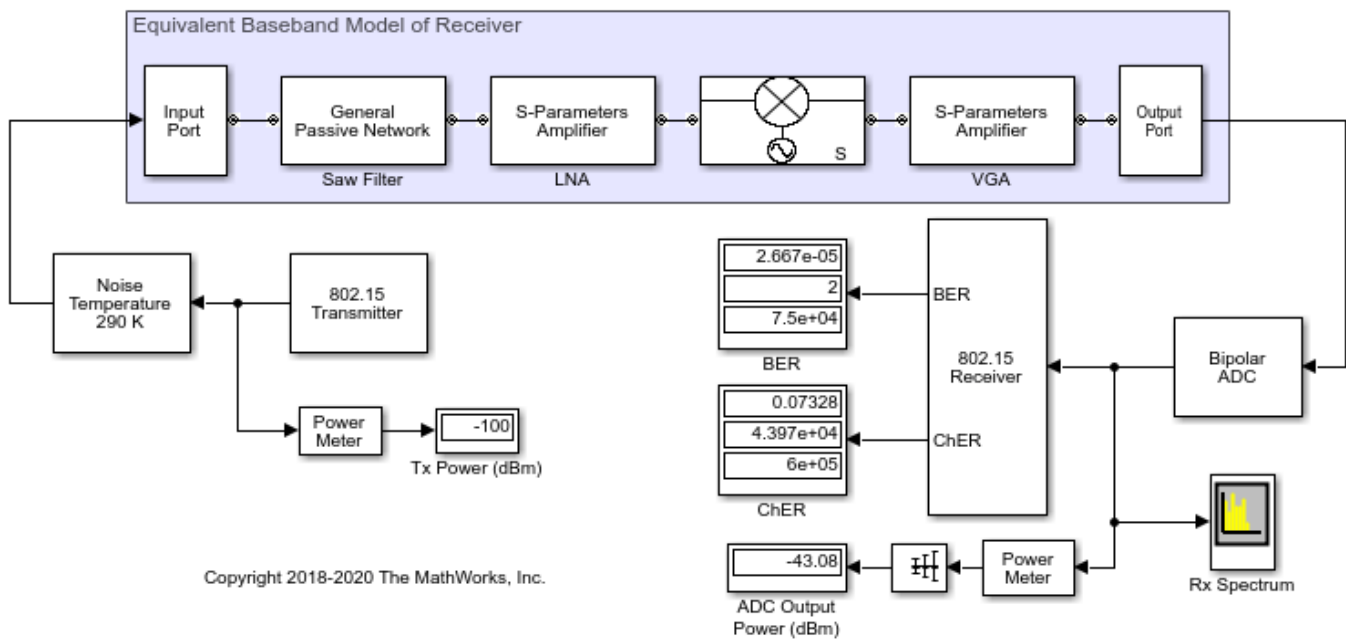 Equivalent Baseband Model of Receiver
Input
Port
General
Passive Network
Saw Filter
S-Parameters
Amplifier
LNA
S
S-Parameters
Amplifier
VGA
Output
Port
Noise
Temperature
290 K
802.15
Transmitter
Power
Meter
-100
Tx Power (dBm)
2.667e-05
2
7.5e+04
BER
0.07328
4.397e+04
6e+05
ChER
BER
802.15
Receiver
ChER
Bipolar
ADC
-43.08
ADC Output
Power (dBm)
Power
Meter
Rx Spectrum
Copyright 2018-2020 The MathWorks, Inc.